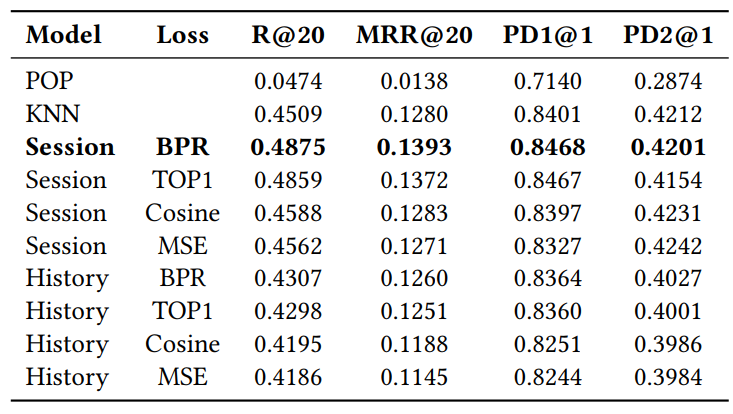 Model Loss R@20 MRR@20 PD1@1 PD2@1
POP 0.0474 0.0138 0.7140 0.2874
KNN 0.4509 0.1280 0.8401 0.4212
Session BPR 0.4875 0.1393 0.8468 0.4201
Session TOP1 0.4859 0.1372 0.8467 0.4154
Session Cosine 0.4588 0.1283 0.8397 0.4231
Session MSE 0.4562 0.1271 0.8327 0.4242
History BPR 0.4307 0.1260 0.8364 0.4027
History TOP1 0.4298 0.1251 0.8360 0.4001
History Cosine 0.4195 0.1188 0.8251 0.3986
History MSE 0.4186 0.1145 0.8244 0.3984